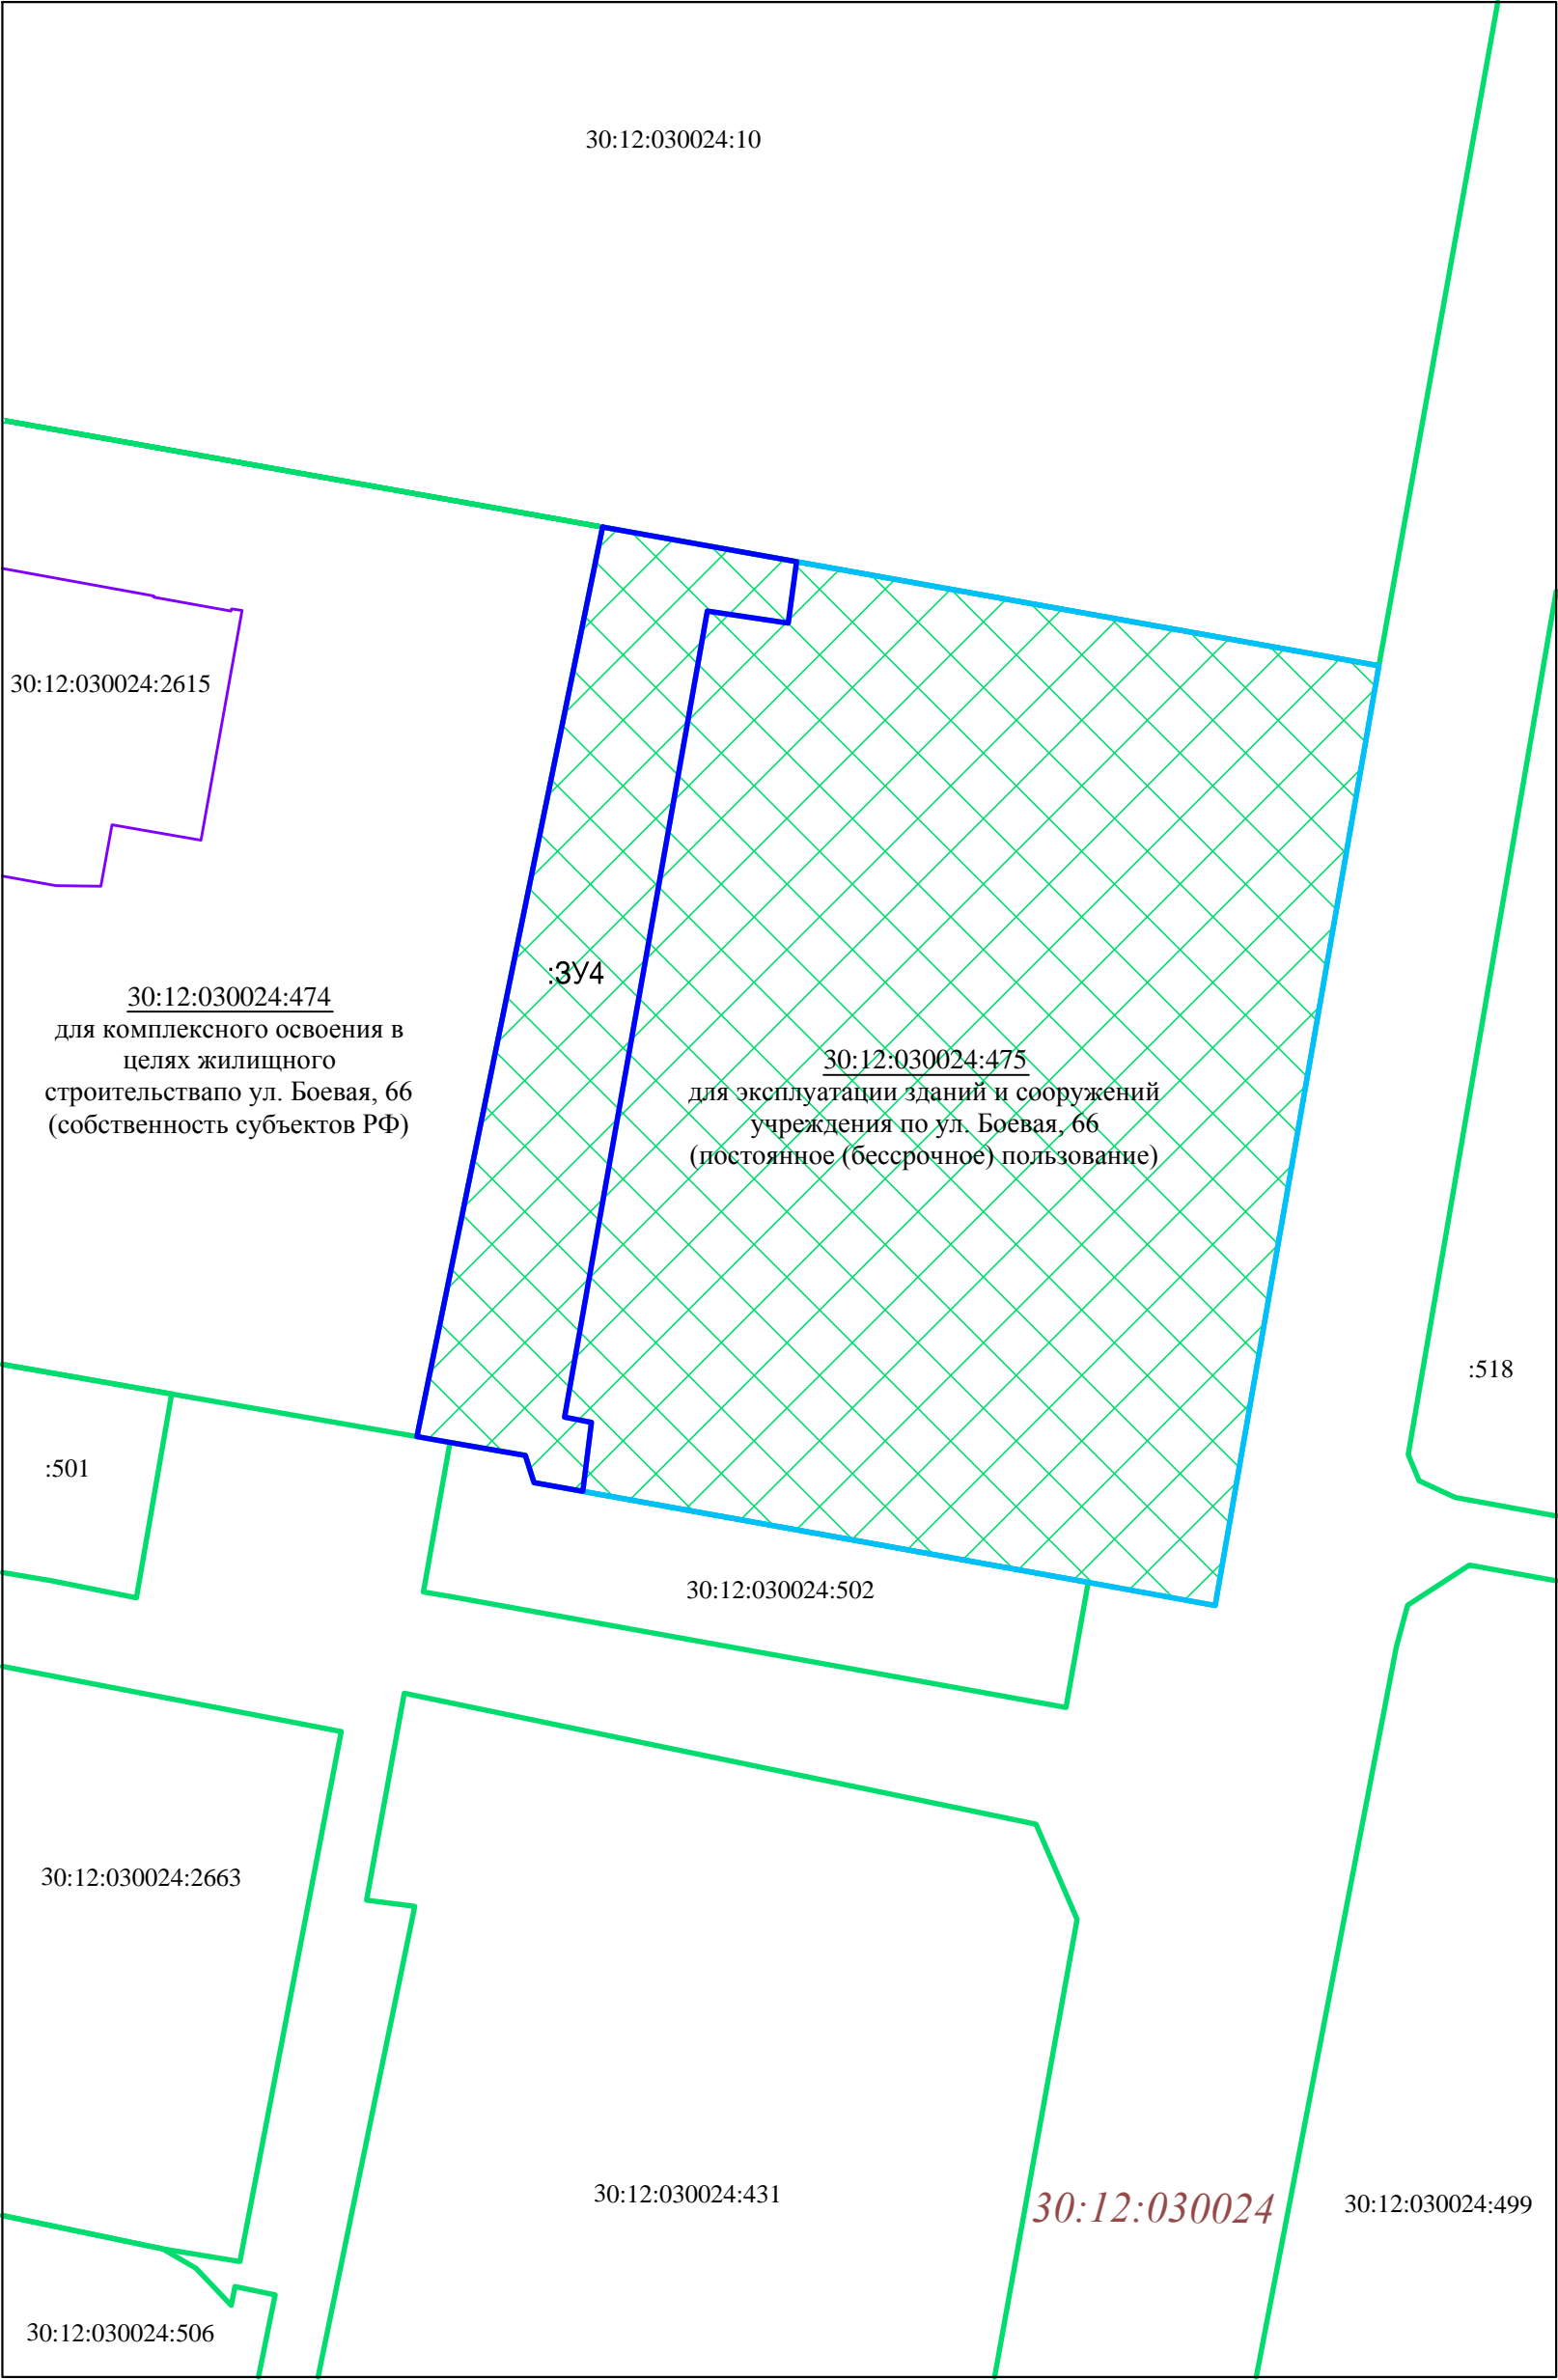 30:12:030024:10
30:12:030024:2615
:ЗУ4
30:12:030024:474
для комплексного освоения в
целях жилищного
строительствапо ул. Боевая, 66
(собственность субъектов РФ)
30:12:030024:475
для эксплуатации зданий и сооружений
учреждения по ул. Боевая, 66
(постоянное (бессрочное) пользование)
:518
:501
30:12:030024:502
30:12:030024:2663
30:12:030024:431
30:12:030024
30:12:030024:499
30:12:030024:506